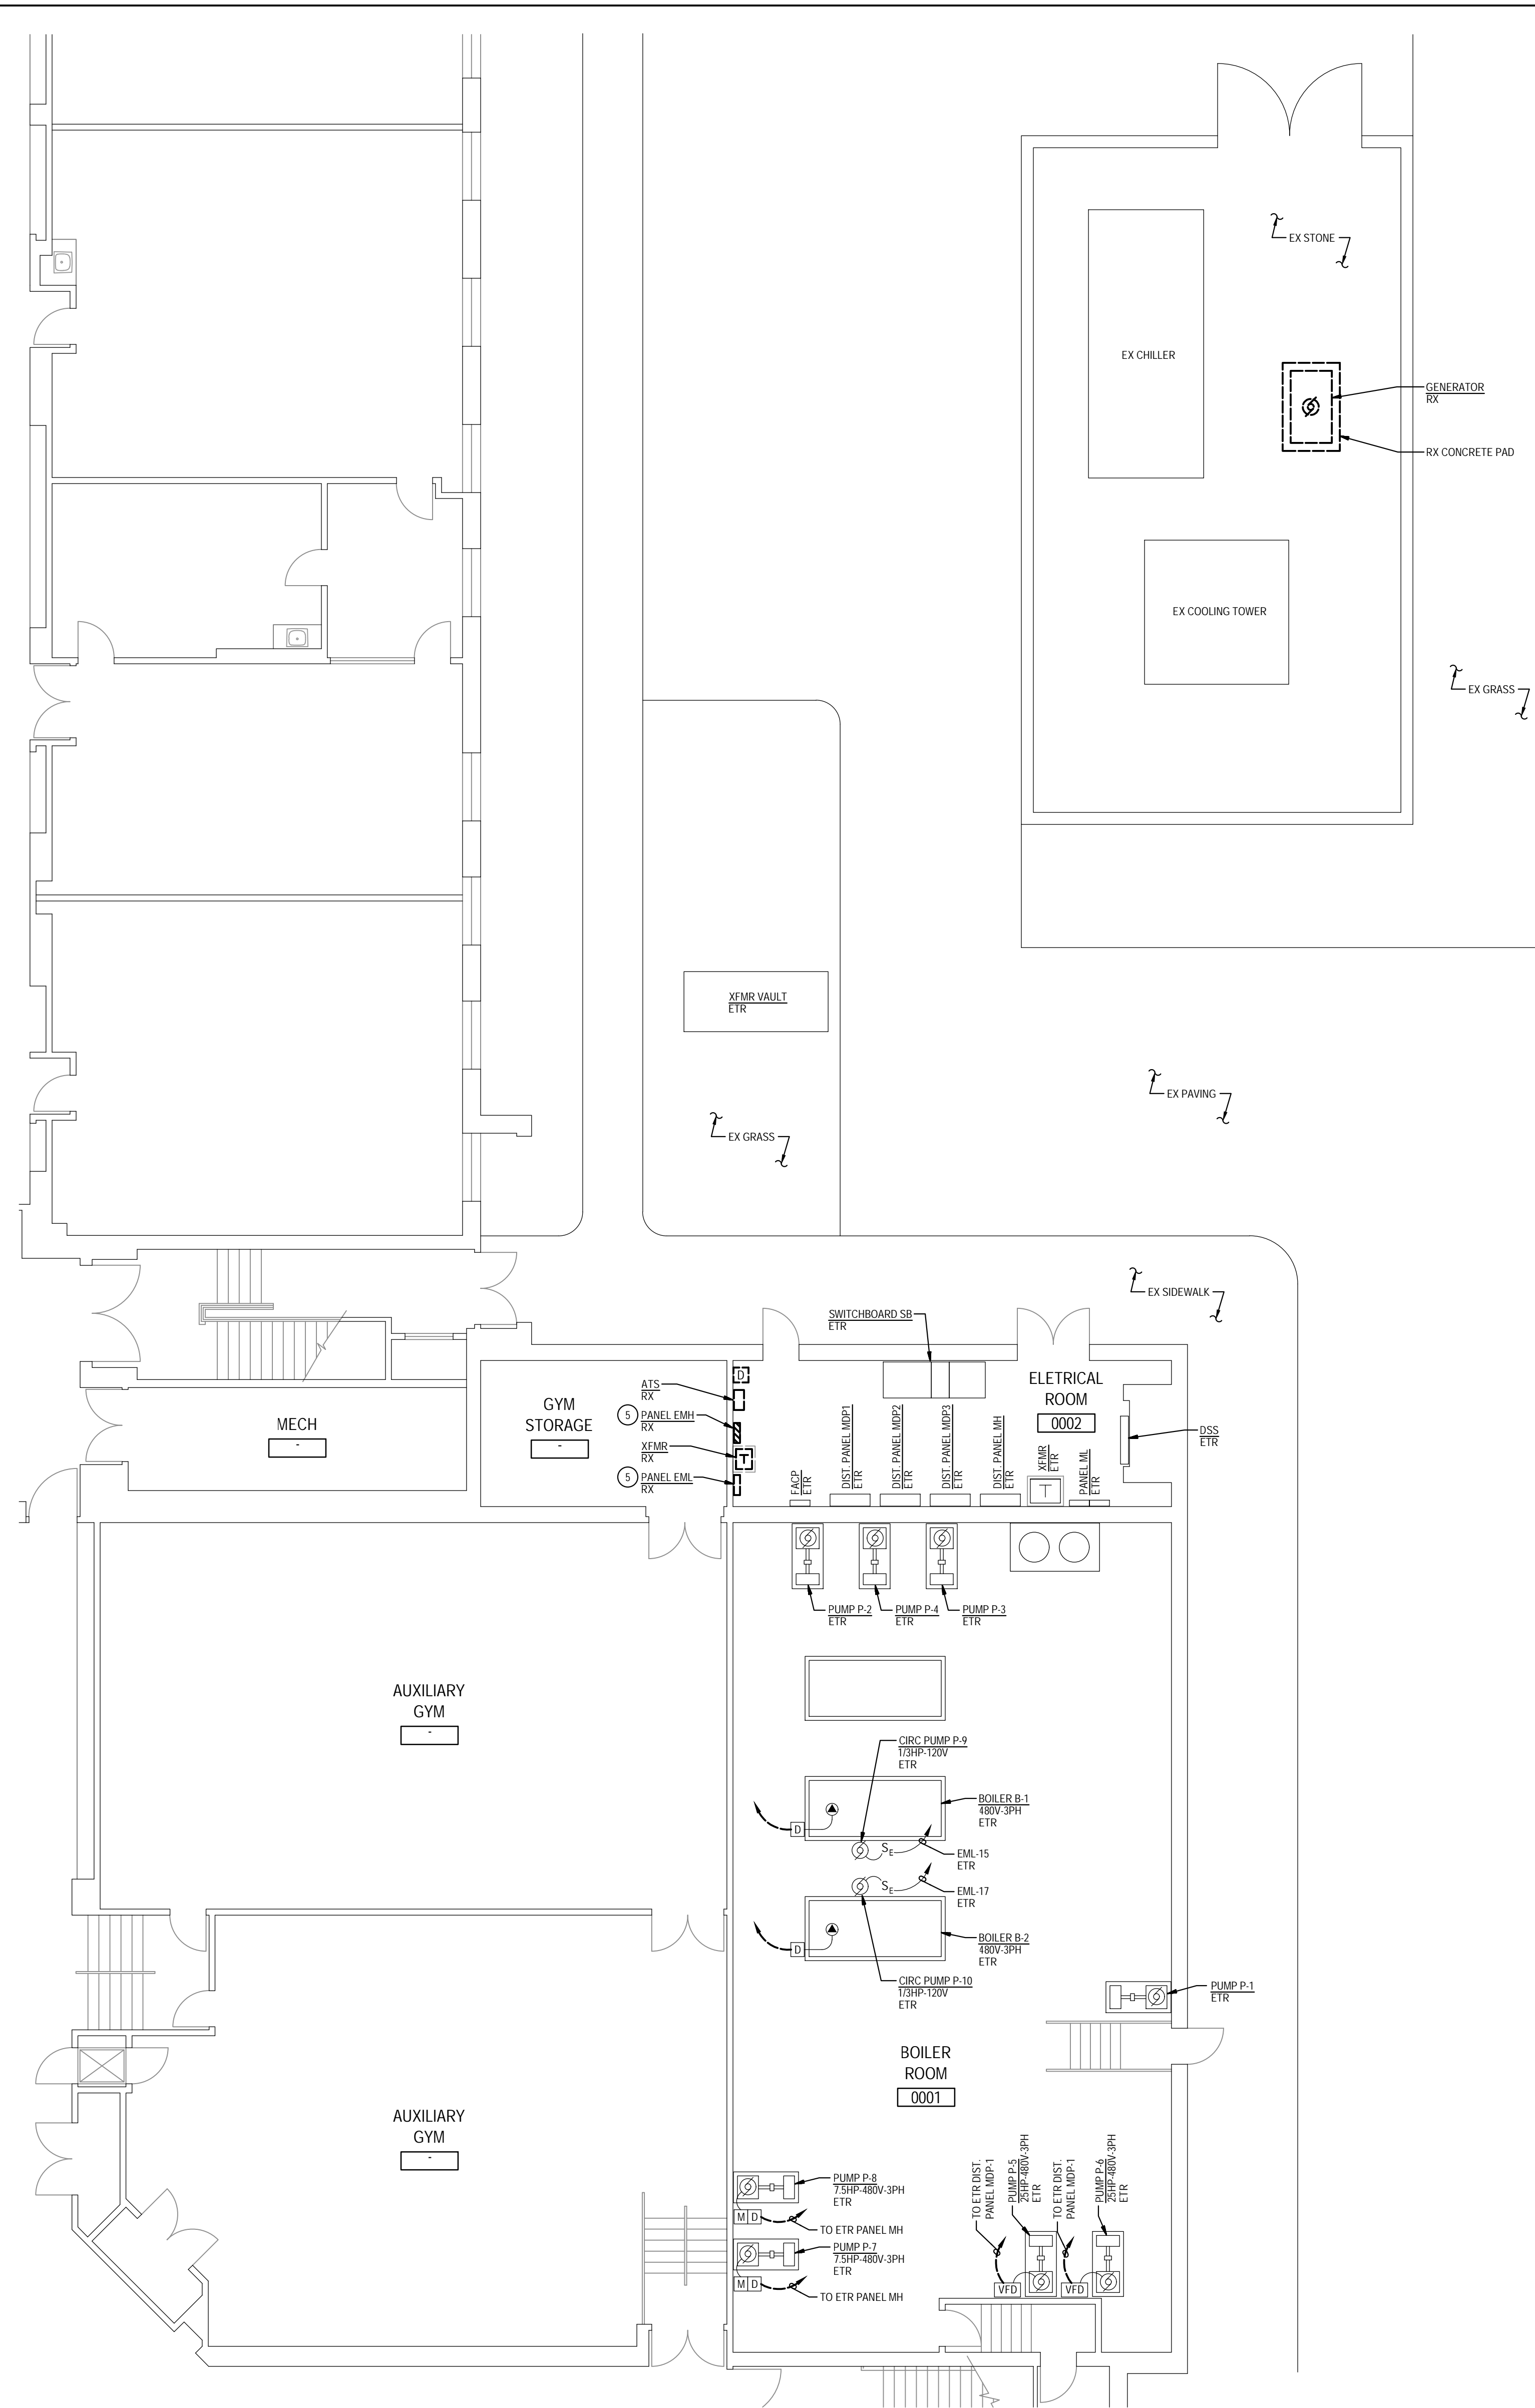 EX STONE
EX CHILLER
GENERATOR
RX
RX CONCRETE PAD
EX COOLING TOWER
EX GRASS
XFMR VAULT
ETR
EX PAVING
EX GRASS
EX SIDEWALK
SWITCHBOARD SB
ETR
ELETRICAL
ROOM
0002
D
ATS
RX
5
PANEL EMH
RX
XFMR
RX
T
5
PANEL EML
RX
GYM
STORAGE
-
MECH
-
FACP
ETR
DIST. PANEL MDP1
ETR
DIST. PANEL MDP2
ETR
DIST. PANEL MDP3
ETR
DIST. PANEL MH
ETR
XFMR
ETR
T
PANEL ML
ETR
DSS
ETR
PUMP P-2
ETR
PUMP P-4
ETR
PUMP P-3
ETR
AUXILIARY
GYM
-
CIRC PUMP P-9
1/3HP-120V
ETR
BOILER B-1
480V-3PH
ETR
D
SE
EML-15
ETR
SE
EML-17
ETR
D
BOILER B-2
480V-3PH
ETR
CIRC PUMP P-10
1/3HP-120V
ETR
PUMP P-1
ETR
BOILER
ROOM
0001
AUXILIARY
GYM
-
PUMP P-8
7.5HP-480V-3PH
ETR
M D
TO ETR PANEL MH
PUMP P-7
7.5HP-480V-3PH
ETR
M D
TO ETR PANEL MH
TO ETR DIST.
PANEL MDP-1
PUMP P-5
25HP-480V-3PH
ETR
TO ETR DIST.
PANEL MDP-1
PUMP P-6
25HP-480V-3PH
ETR
VFD
VFD